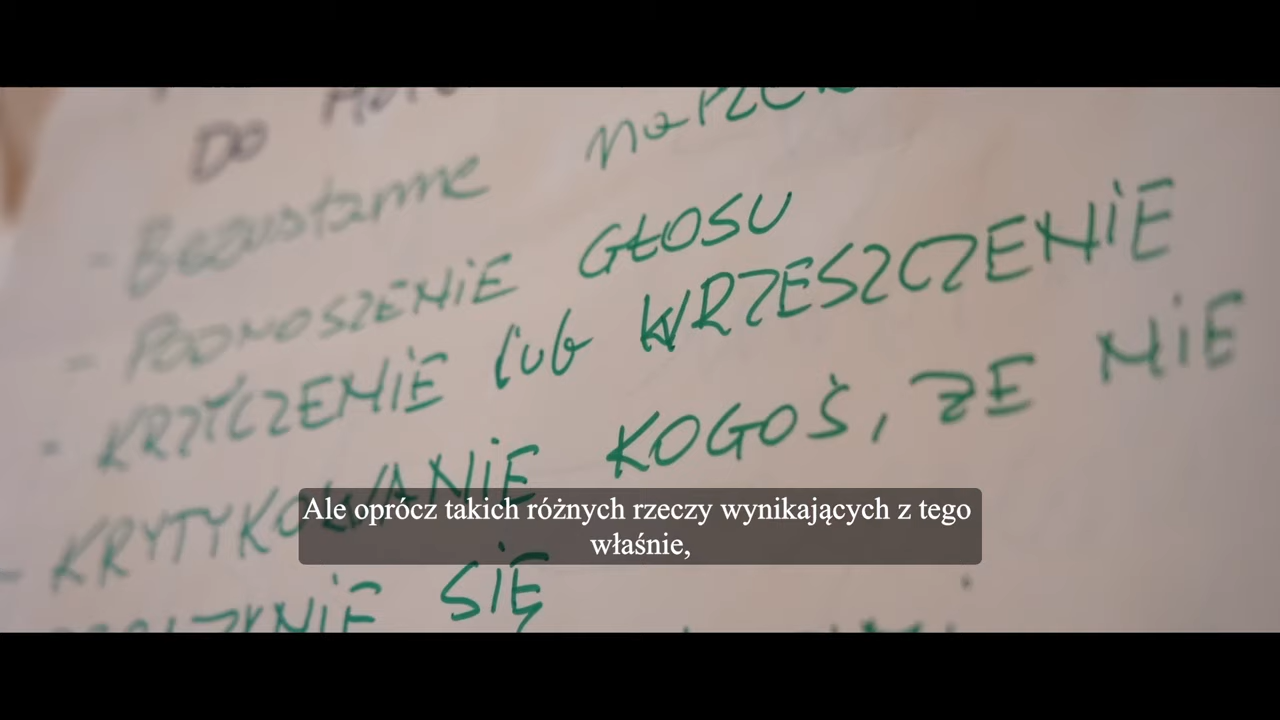 DO
- Bezustanne
- PODNOSZENIE GŁOSU
- KRZYCZENIE lub WRZESZCZENIE
- KRYTYKOWANIE KOGOŚ, ŻE NIE
SIĘ
Ale oprócz takich różnych rzeczy wynikających z tego
właśnie,